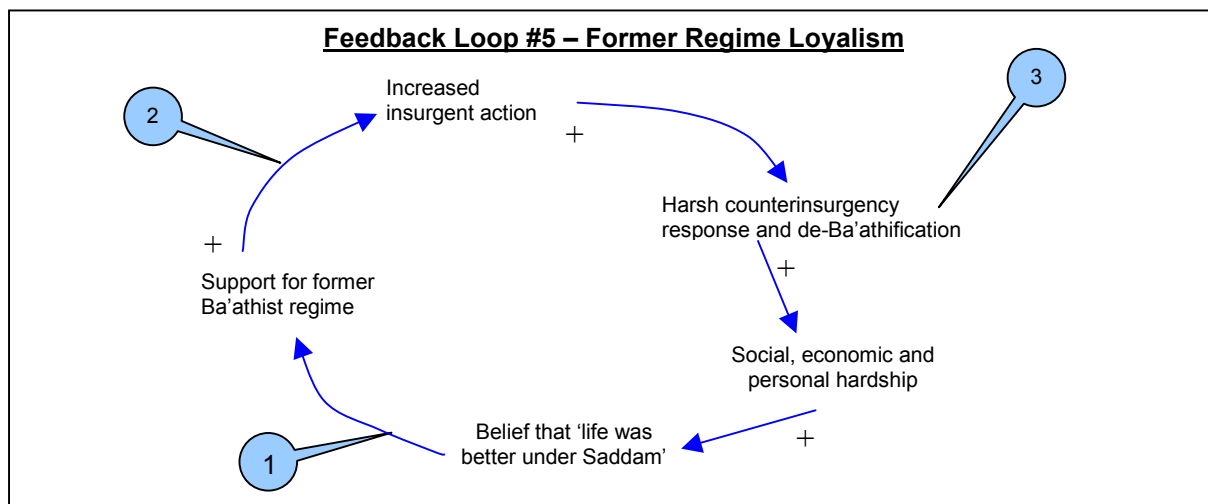 Feedback Loop #5 – Former Regime Loyalism
2
3
Increased
insurgent action
+
Harsh counterinsurgency
response and de-Ba’athification
+
+
Support for former
Ba’athist regime
Social, economic and
personal hardship
Belief that ‘life was
better under Saddam’
+
1